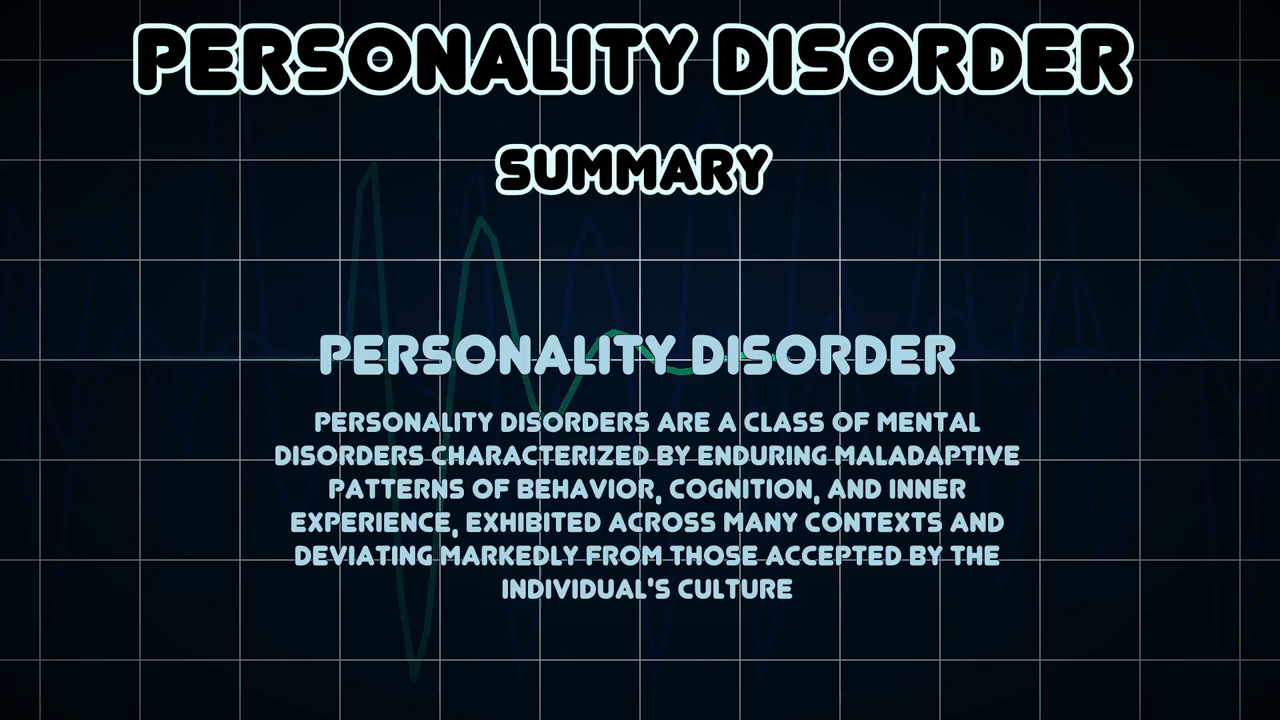 PERSONALITY DISORDER
SUMMARY
PERSONALITY DISORDER
PERSONALITY DISORDERS ARE A CLASS OF MENTAL
DISORDERS CHARACTERIZED BY ENDURING MALADAPTIVE
PATTERNS OF BEHAVIOR, COGNITION, AND INNER
EXPERIENCE, EXHIBITED ACROSS MANY CONTEXTS AND
DEVIATING MARKEDLY FROM THOSE ACCEPTED BY THE
INDIVIDUAL'S CULTURE